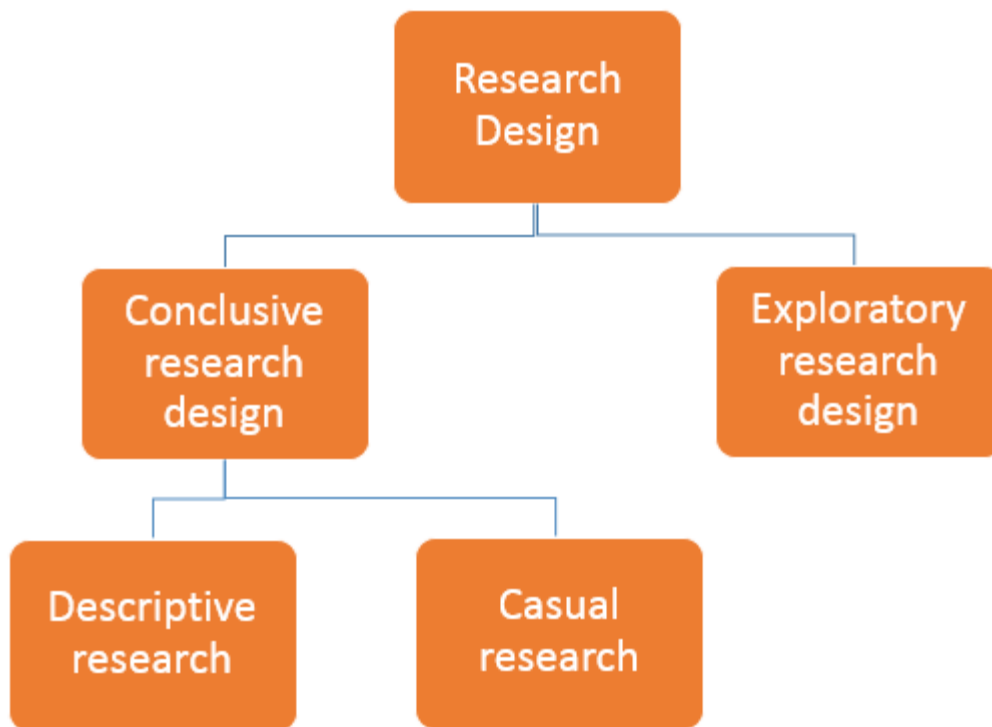 Research
Design
Conclusive
research
design
Exploratory
research
design
Descriptive
research
Casual
research